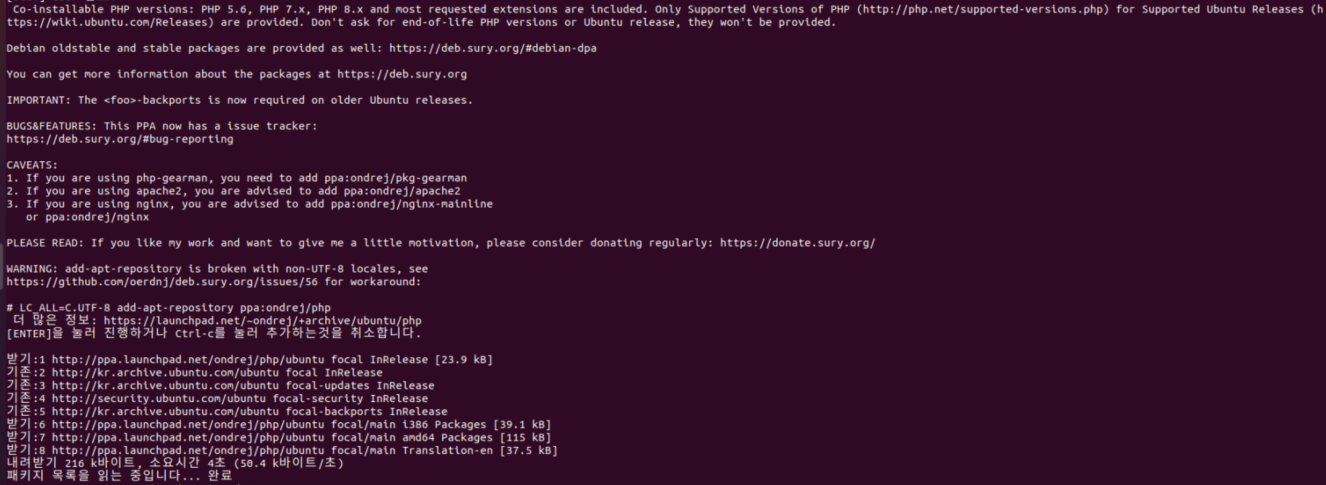 Co-installable PHP versions: PHP 5.6, PHP 7.x, PHP 8.x and most requested extensions are included. Only Supported Versions of PHP (http://php.net/supported-versions.php) for Supported Ubuntu Releases (h
ttps://wiki.ubuntu.com/Releases) are provided. Don't ask for end-of-life PHP versions or Ubuntu release, they won't be provided.
Debian oldstable and stable packages are provided as well: https://deb.sury.org/#debian-dpa
You can get more information about the packages at https://deb.sury.org
IMPORTANT: The <foo>-backports is now required on older Ubuntu releases.
BUGS&FEATURES: This PPA now has a issue tracker:
https://deb.sury.org/#bug-reporting
CAVEATS:
1. If you are using php-gearman, you need to add ppa:ondrej/pkg-gearman
2. If you are using apache2, you are advised to add ppa:ondrej/apache2
3. If you are using nginx, you are advised to add ppa:ondrej/nginx-mainline
or ppa:ondrej/nginx
PLEASE READ: If you like my work and want to give me a little motivation, please consider donating regularly: https://donate.sury.org/
WARNING: add-apt-repository is broken with non-UTF-8 locales, see
https://github.com/oerdnj/deb.sury.org/issues/56 for workaround:
# LC_ALL=C.UTF-8 add-apt-repository ppa:ondrej/php
더 많은 정보: https://launchpad.net/~ondrej/+archive/ubuntu/php
[ENTER]을 눌러 진행하거나 Ctrl-c를 눌러 추가하는것을 취소합니다.
받기:1 http://ppa.launchpad.net/ondrej/php/ubuntu focal InRelease [23.9 kB]
기존:2 http://kr.archive.ubuntu.com/ubuntu focal InRelease
기존:3 http://kr.archive.ubuntu.com/ubuntu focal-updates InRelease
기존:4 http://security.ubuntu.com/ubuntu focal-security InRelease
기존:5 http://kr.archive.ubuntu.com/ubuntu focal-backports InRelease
받기:6 http://ppa.launchpad.net/ondrej/php/ubuntu focal/main i386 Packages [39.1 kB]
받기:7 http://ppa.launchpad.net/ondrej/php/ubuntu focal/main amd64 Packages [115 kB]
받기:8 http://ppa.launchpad.net/ondrej/php/ubuntu focal/main Translation-en [37.5 kB]
내려받기 216 k바이트, 소요시간 4초 (50.4 k바이트/초)
패키지 목록을 읽는 중입니다... 완료